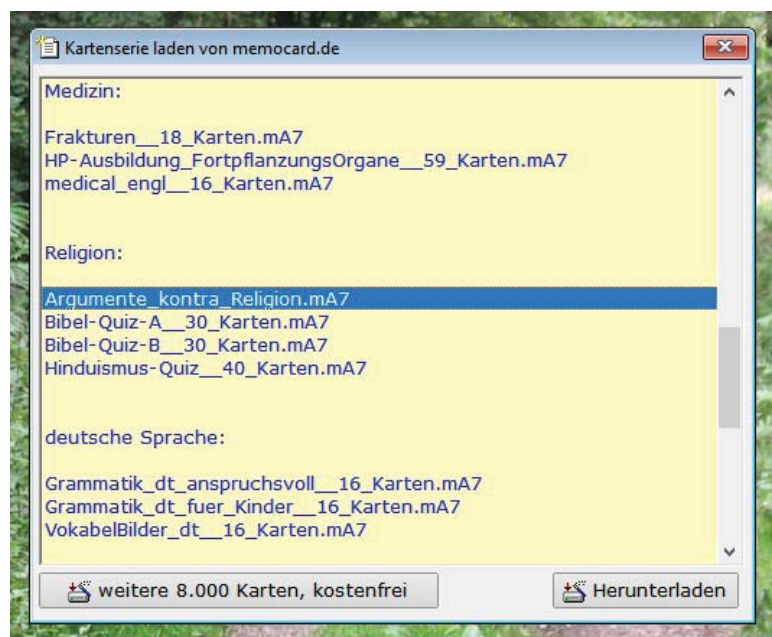 Kartenserie laden von memocard.de
Medizin:
Frakturen__18_Karten.mA7
HP-Ausbildung_FortpflanzungsOrgane__59_Karten.mA7
medical_engl__16_Karten.mA7
Religion:
Argumente_kontra_Religion.mA7
Bibel-Quiz-A__30_Karten.mA7
Bibel-Quiz-B__30_Karten.mA7
Hinduismus-Quiz__40_Karten.mA7
deutsche Sprache:
Grammatik_dt_anspruchsvoll__16_Karten.mA7
Grammatik_dt_fuer_Kinder__16_Karten.mA7
VokabelBilder_dt__16_Karten.mA7
weitere 8.000 Karten, kostenfrei
Herunterladen